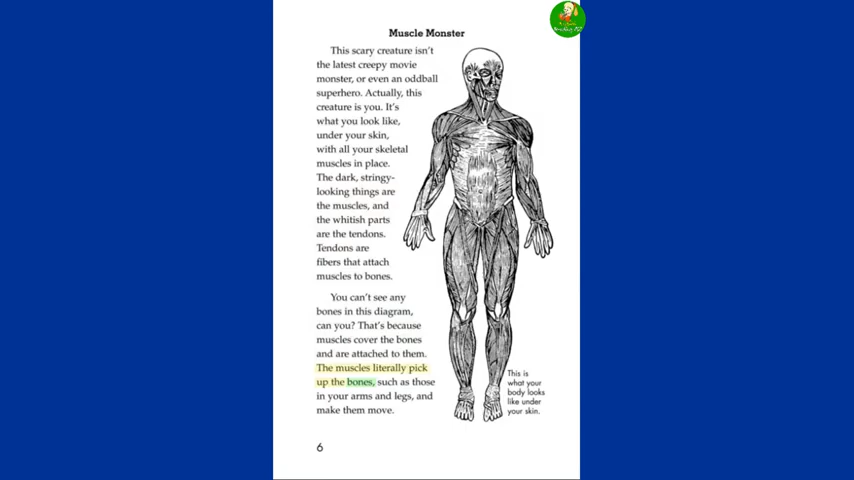 Muscle Monster
This scary creature isn't
the latest creepy movie
monster, or even an oddball
superhero. Actually, this
creature is you. It's
what you look like,
under your skin,
with all your skeletal
muscles in place.
The dark, stringy-
looking things are
the muscles, and
the whitish parts
are the tendons.
Tendons are
fibers that attach
muscles to bones.
You can't see any
bones in this diagram,
can you? That's because
muscles cover the bones
and are attached to them.
The muscles literally pick
up the bones, such as those
in your arms and legs, and
make them move.
This is
what your
body looks
like under
your skin.
6